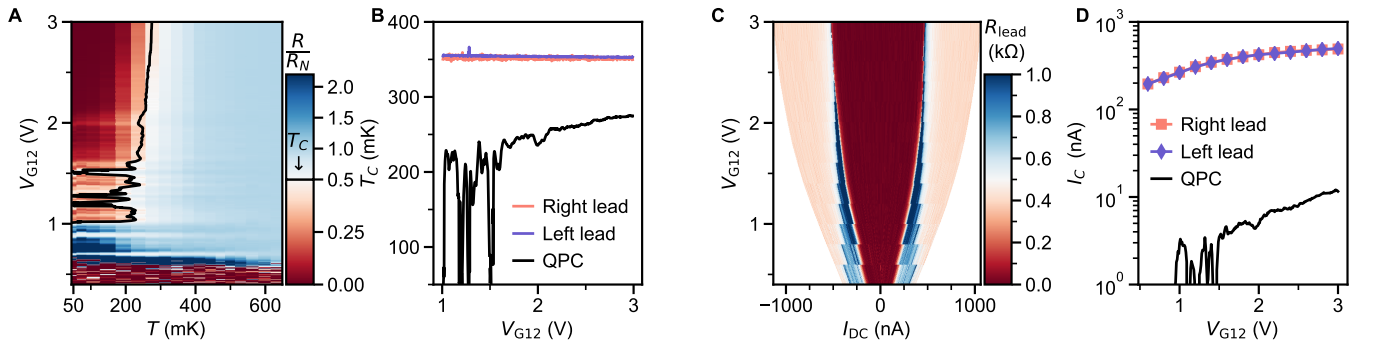 A
3
2
1
V_G12 (V)
50
200
400
600
T (mK)
R
R_N
2.0
1.5
1.0
0.5
0.25
0.00
T_C
↓
B
400
300
200
100
T_C (mK)
Right lead
Left lead
QPC
1
2
3
V_G12 (V)
C
3
2
1
V_G12 (V)
−1000
0
1000
I_DC (nA)
R_lead
(kΩ)
1.0
0.8
0.6
0.4
0.2
0.0
D
10^3
10^2
10^1
10^0
I_C (nA)
Right lead
Left lead
QPC
1
2
3
V_G12 (V)